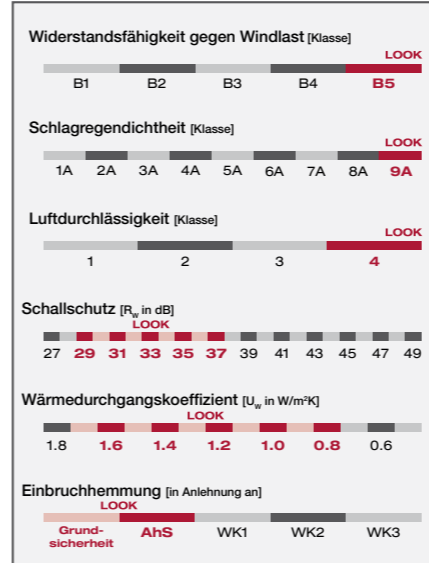 Widerstandsfähigkeit gegen Windlast [Klasse]
LOOK
B1 B2 B3 B4 B5
Schlagregendichtheit [Klasse]
LOOK
1A 2A 3A 4A 5A 6A 7A 8A 9A
Luftdurchlässigkeit [Klasse]
LOOK
1 2 3 4
Schallschutz [Rw in dB]
LOOK
27 29 31 33 35 37 39 41 43 45 47 49
Wärmedurchgangskoeffizient [Uw in W/m²K]
LOOK
1.8 1.6 1.4 1.2 1.0 0.8 0.6
Einbruchhemmung [in Anlehnung an]
LOOK
Grund- AhS WK1 WK2 WK3
sicherheit